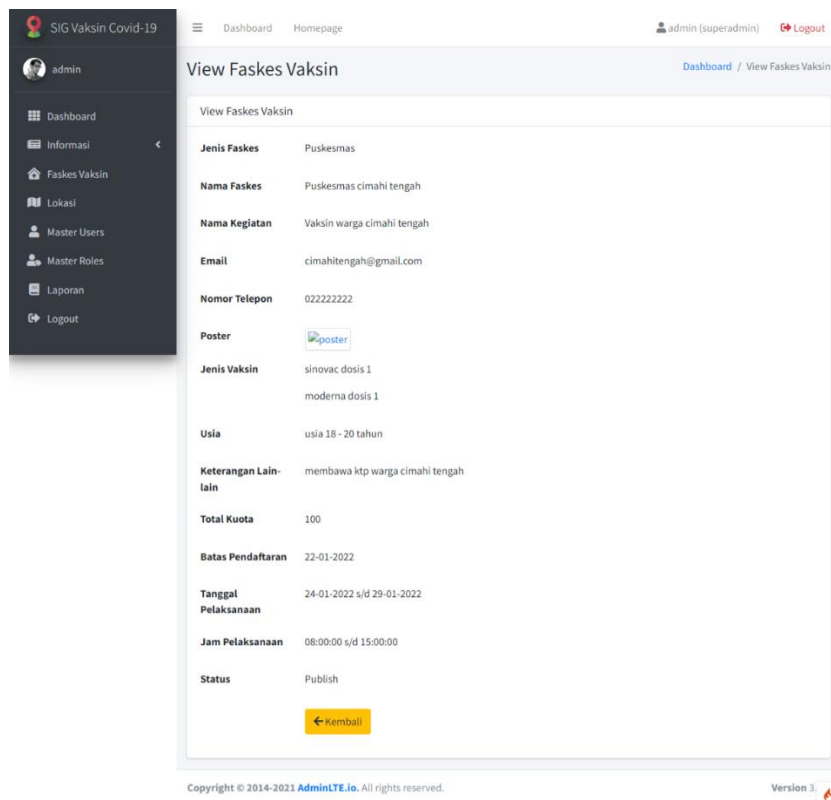 SIG Vaksin Covid-19
Dashboard Homepage admin (superadmin) Logout
admin
Dashboard
Informasi
Faskes Vaksin
Lokasi
Master Users
Master Roles
Laporan
Logout
View Faskes Vaksin
Dashboard / View Faskes Vaksin
View Faskes Vaksin
Jenis Faskes Puskesmas
Nama Faskes Puskesmas cimahi tengah
Nama Kegiatan Vaksin warga cimahi tengah
Email cimahitengah@gmail.com
Nomor Telepon 022222222
Poster poster
Jenis Vaksin sinovac dosis 1
moderna dosis 1
Usia usia 18 - 20 tahun
Keterangan Lain- membawa ktp warga cimahi tengah
lain
Total Kuota 100
Batas Pendaftaran 22-01-2022
Tanggal 24-01-2022 s/d 29-01-2022
Pelaksanaan
Jam Pelaksanaan 08:00:00 s/d 15:00:00
Status Publish
Kembali
Copyright © 2014-2021 AdminLTE.io. All rights reserved. Version 3.